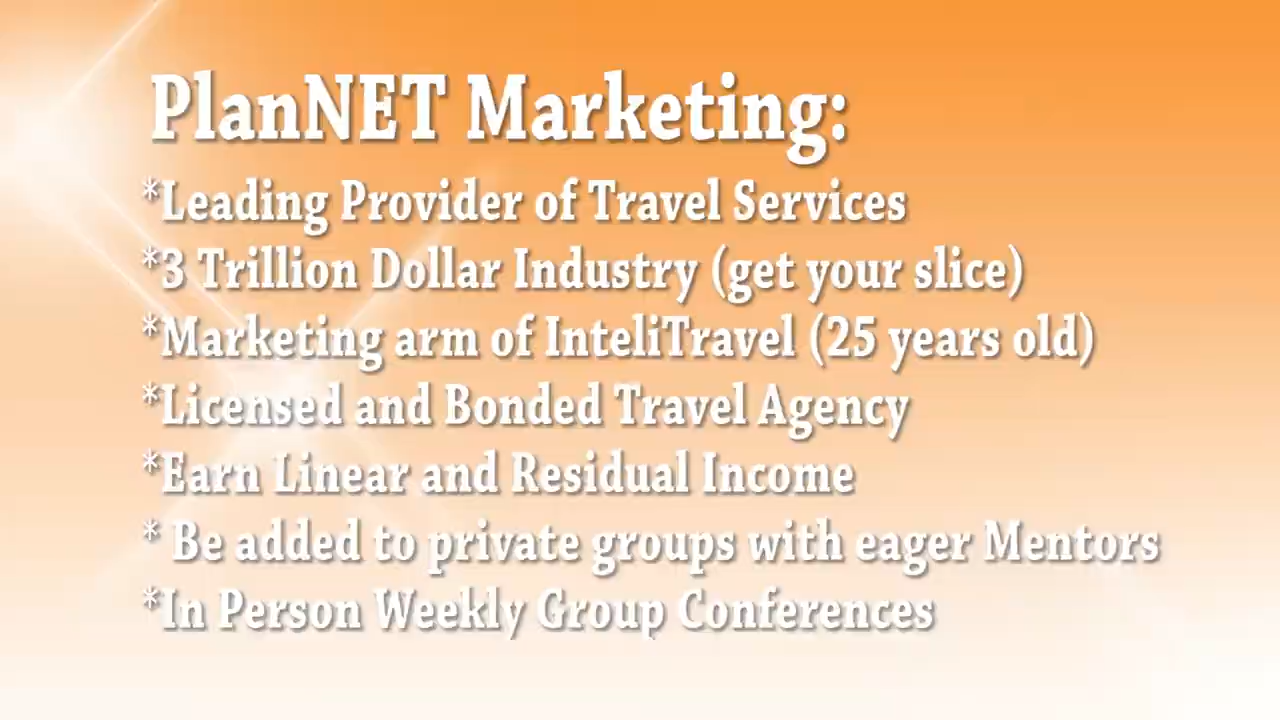 PlanNET Marketing:
*Leading Provider of Travel Services
*3 Trillion Dollar Industry (get your slice)
*Marketing arm of InteliTravel (25 years old)
*Licensed and Bonded Travel Agency
*Earn Linear and Residual Income
* Be added to private groups with eager Mentors
*In Person Weekly Group Conferences